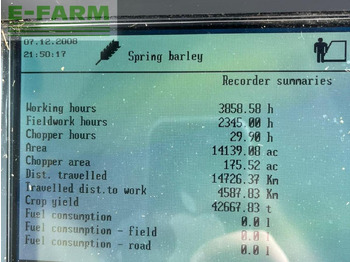 E-FARM
07.12.2008
21:50:17
Spring barley
Recorder summaries
Working hours 3858.58 h
Fieldwork hours 2345.00 h
Chopper hours 29.90 h
Area 14139.08 ac
Chopper area 175.52 ac
Dist. travelled 14726.37 Km
Travelled dist.to work 4587.83 Km
Crop yield 42667.83 t
Fuel consumption 0.0 l
Fuel consumption - field 0.0 l
Fuel consumption - road 0.0 l